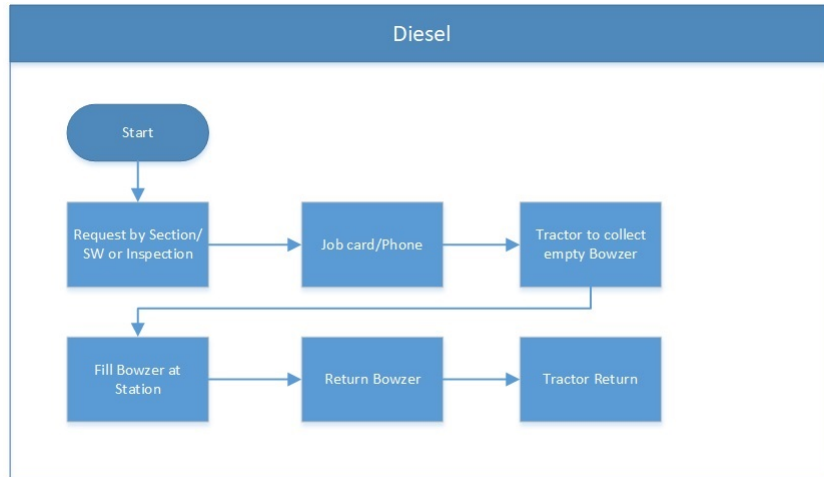 Diesel
Start
Request by Section/
SW or Inspection
Job card/Phone
Tractor to collect
empty Bowzer
Fill Bowzer at
Station
Return Bowzer
Tractor Return